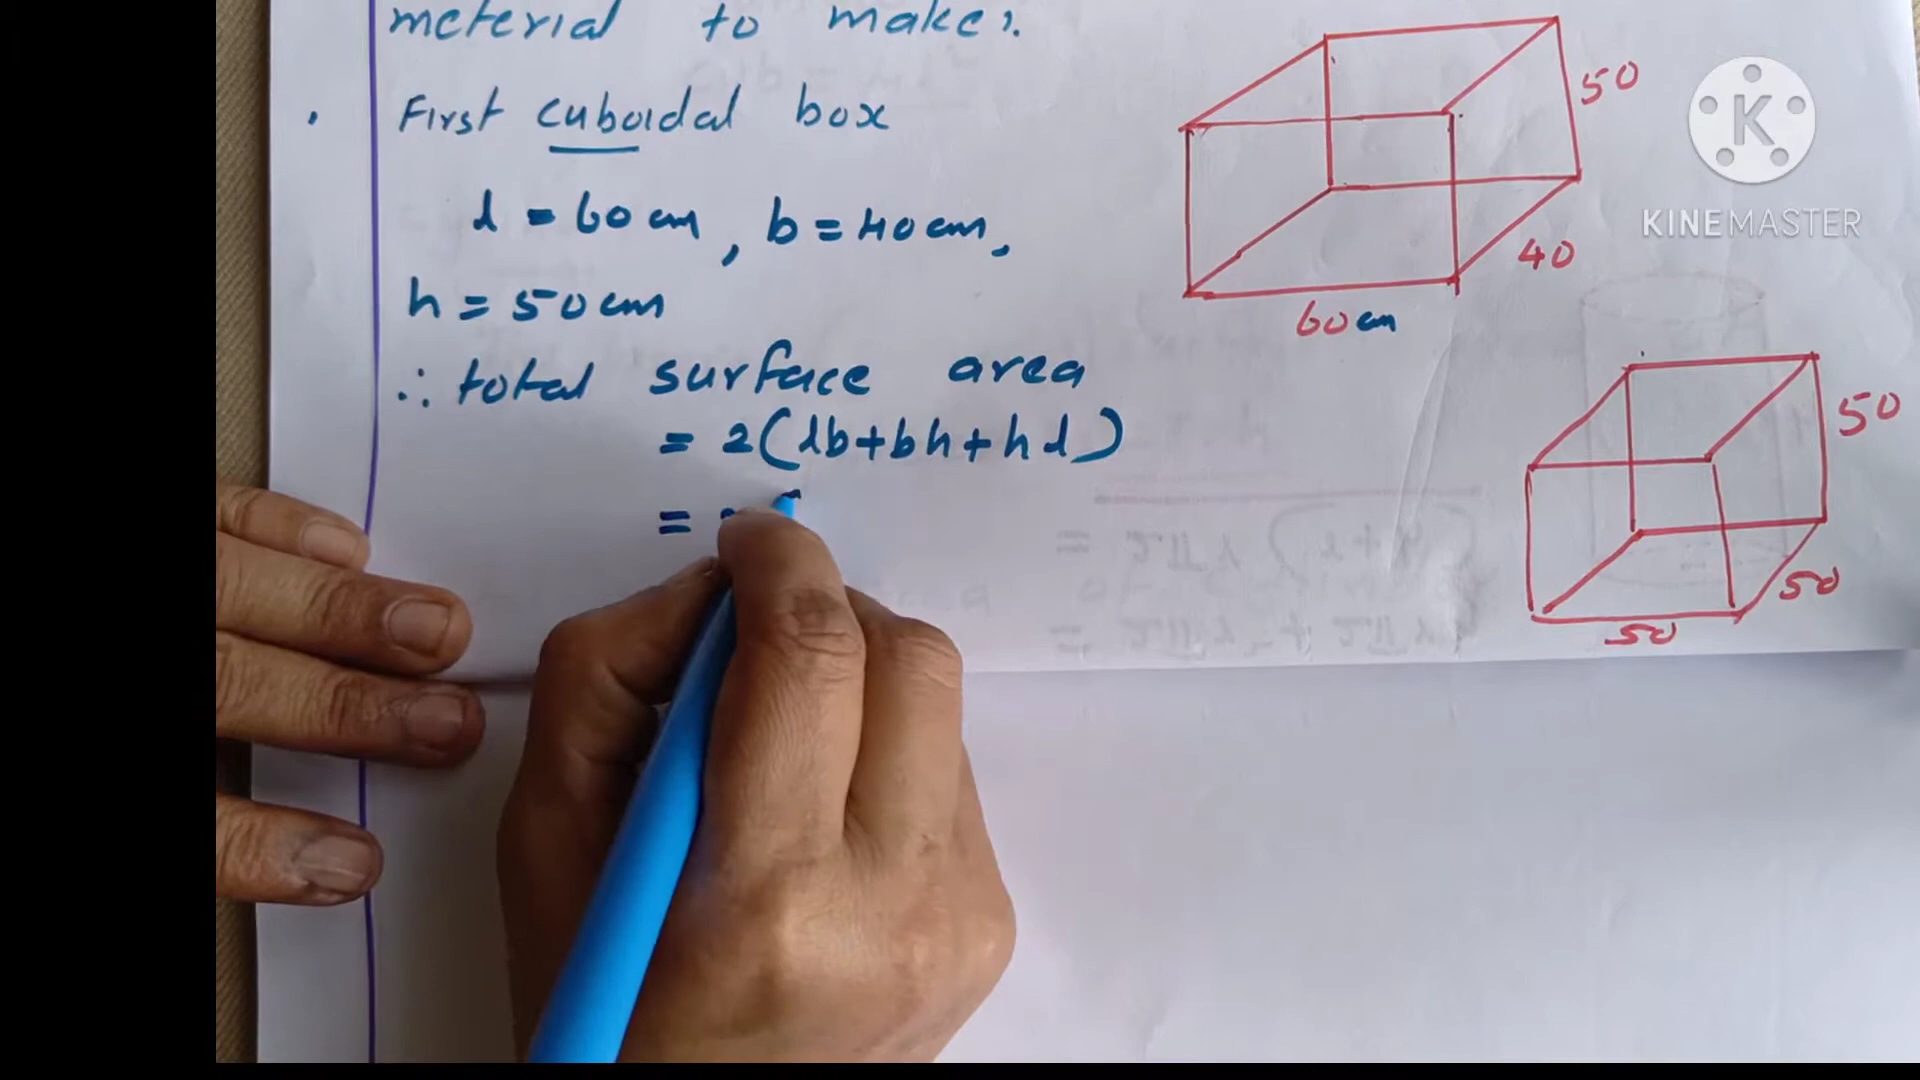 meterial to make:.
. First cuboidal box
l = 60 cm, b = 40 cm.
h = 50 cm
∴ total surface area
= 2(lb+bh+hl)
=
50
40
60 cm
50
50
50
KINEMASTER